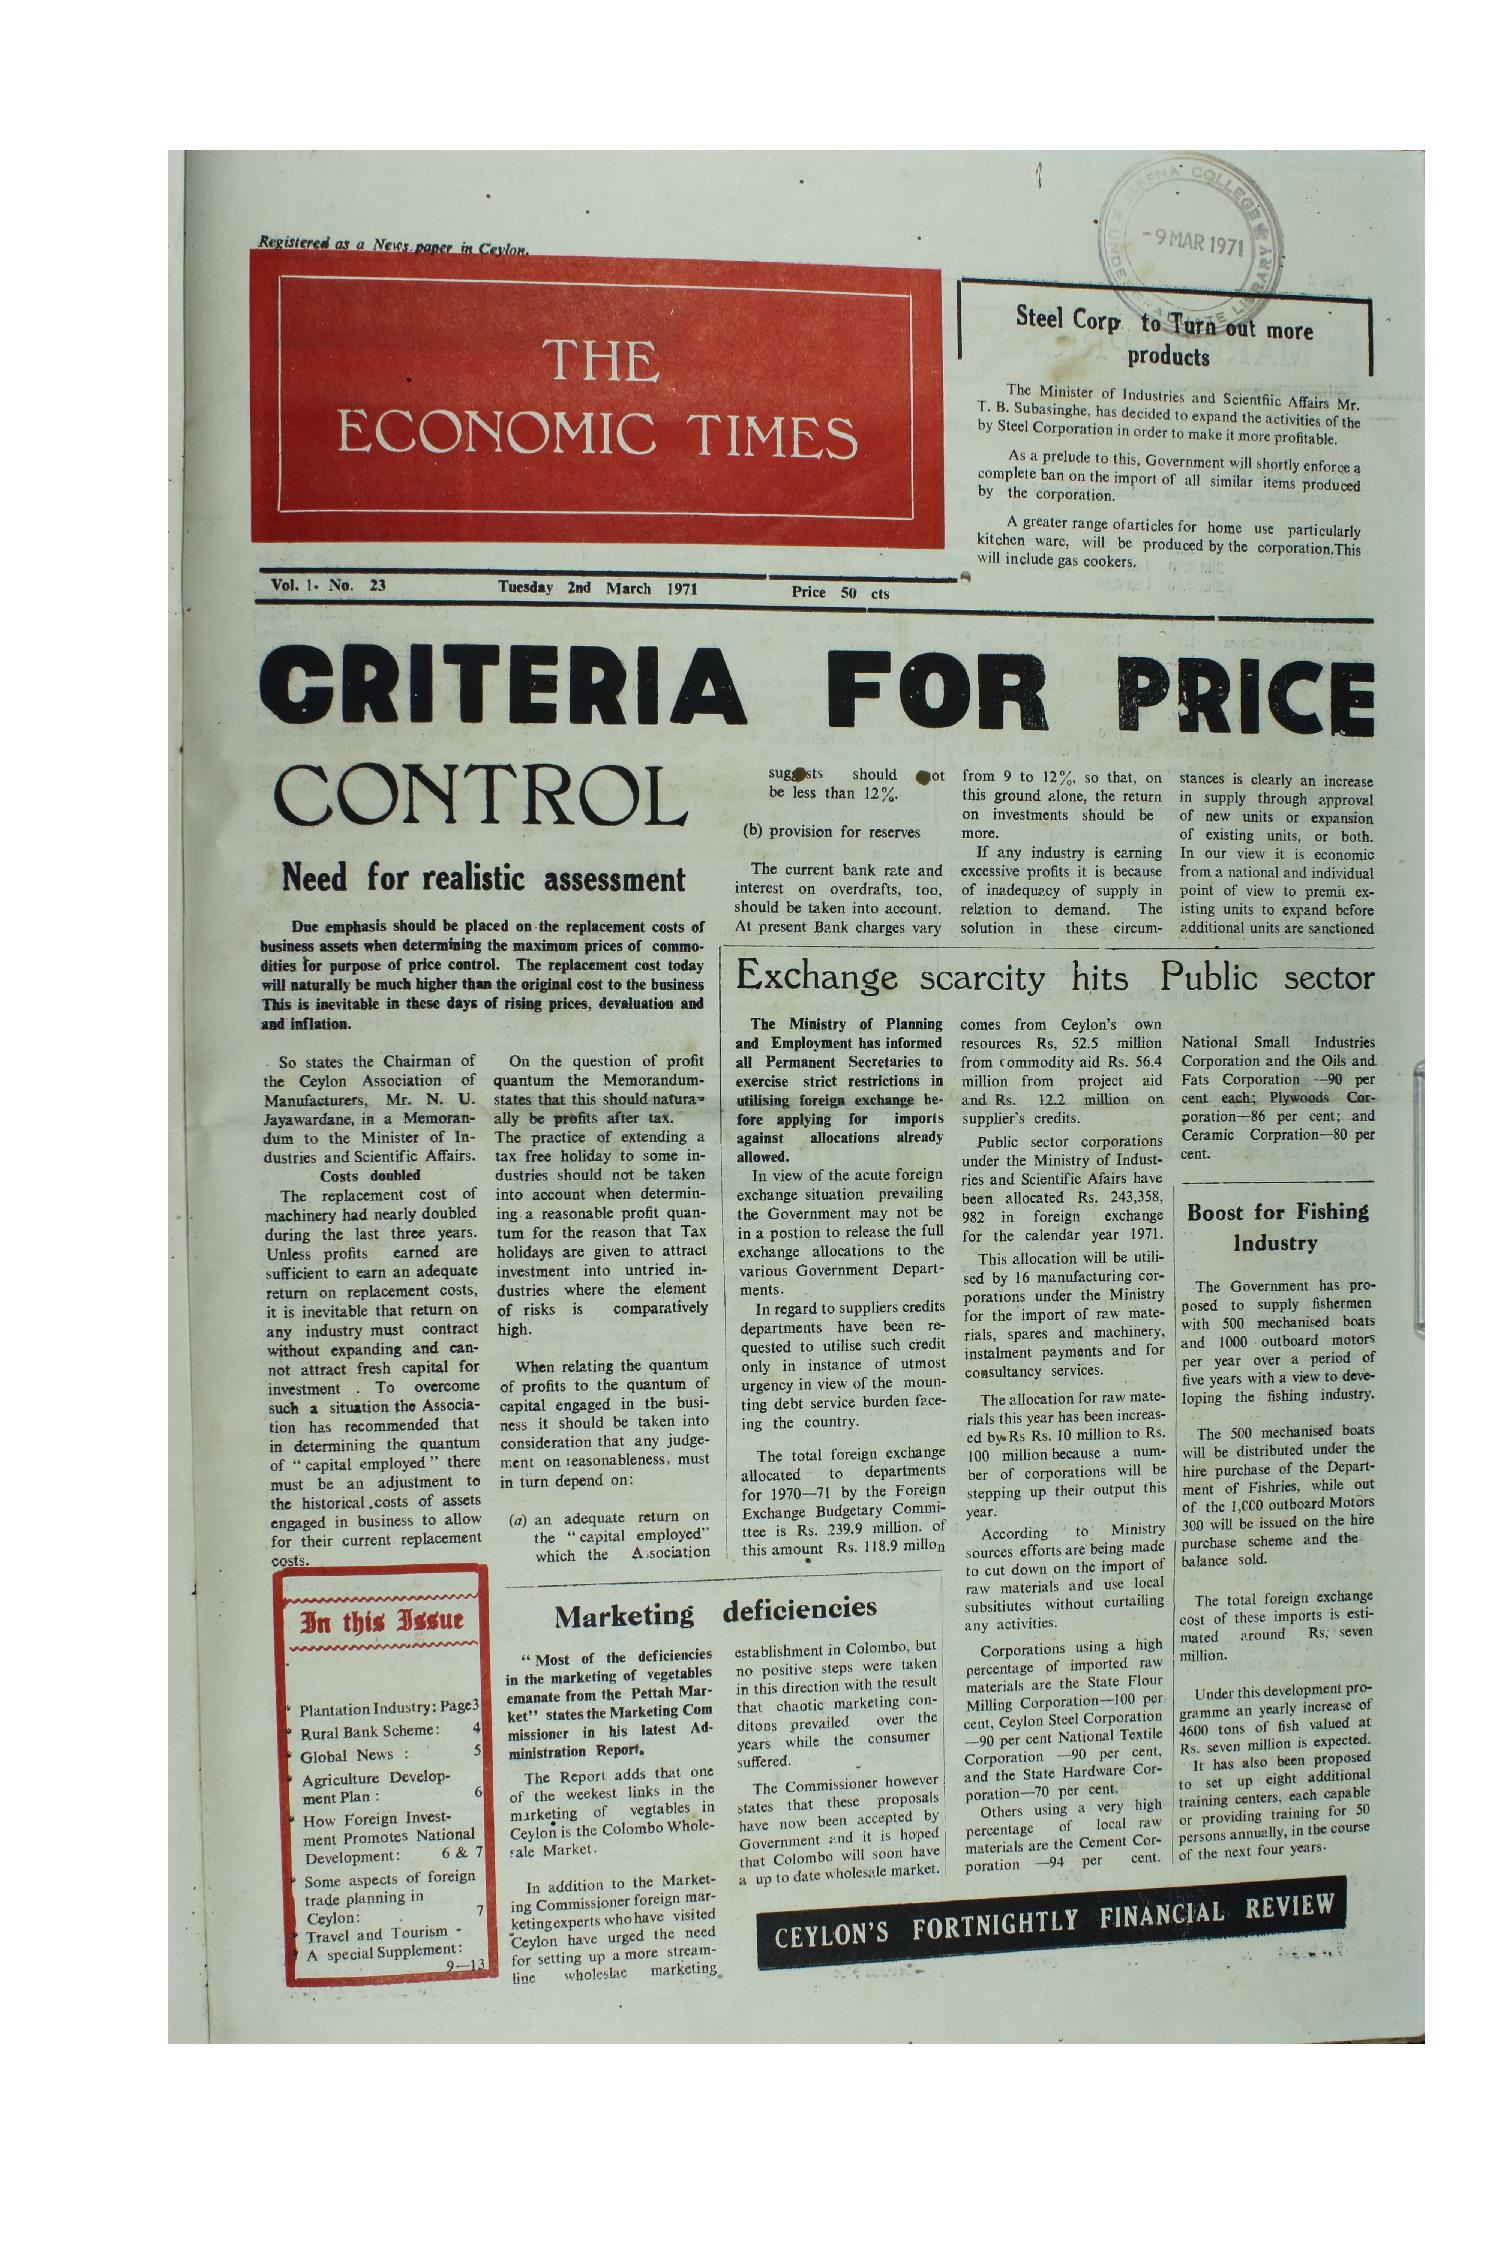 JAFFNA COLLEGE
UNDERGRADUATE LIBRARY
-9 MAR 1971
Registered as a News paper in Ceylon.
THE
ECONOMIC TIMES
Steel Corp to Turn out more
products
The Minister of Industries and Scientfiic Affairs Mr.
T. B. Subasinghe, has decided to expand the activities of the
by Steel Corporation in order to make it more profitable.
As a prelude to this, Government will shortly enforce a
complete ban on the import of all similar items produced
by the corporation.
A greater range of articles for home use particularly
kitchen ware, will be produced by the corporation.This
will include gas cookers.
Vol. 1. No. 23 Tuesday 2nd March 1971 Price 50 cts
CRITERIA FOR PRICE
CONTROL
Need for realistic assessment
Due emphasis should be placed on the replacement costs of
business assets when determining the maximum prices of commo-
dities for purpose of price control. The replacement cost today
will naturally be much higher than the original cost to the business
This is inevitable in these days of rising prices, devaluation and
and inflation.
So states the Chairman of
the Ceylon Association of
Manufacturers, Mr. N. U.
Jayawardane, in a Memoran-
dum to the Minister of In-
dustries and Scientific Affairs.
Costs doubled
The replacement cost of
machinery had nearly doubled
during the last three years.
Unless profits earned are
sufficient to earn an adequate
return on replacement costs,
it is inevitable that return on
any industry must contract
without expanding and can-
not attract fresh capital for
investment . To overcome
such a situation the Associa-
tion has recommended that
in determining the quantum
of “ capital employed ” there
must be an adjustment to
the historical costs of assets
engaged in business to allow
for their current replacement
costs.
On the question of profit
quantum the Memorandum-
states that this should natura-
ally be profits after tax.
The practice of extending a
tax free holiday to some in-
dustries should not be taken
into account when determin-
ing a reasonable profit quan-
tum for the reason that Tax
holidays are given to attract
investment into untried in-
dustries where the element
of risks is comparatively
high.
When relating the quantum
of profits to the quantum of
capital engaged in the busi-
ness it should be taken into
consideration that any judge-
ment on reasonableness, must
in turn depend on:
(a) an adequate return on
the “ capital employed”
which the Association
suggests should not
be less than 12%.
(b) provision for reserves
The current bank rate and
interest on overdrafts, too,
should be taken into account.
At present Bank charges vary
from 9 to 12%, so that, on
this ground alone, the return
on investments should be
more.
If any industry is earning
excessive profits it is because
of inadequacy of supply in
relation to demand. The
solution in these circum-
stances is clearly an increase
in supply through approval
of new units or expansion
of existing units, or both.
In our view it is economic
from a national and individual
point of view to premit ex-
isting units to expand before
additional units are sanctioned
Exchange scarcity hits Public sector
The Ministry of Planning
and Employment has informed
all Permanent Secretaries to
exercise strict restrictions in
utilising foreign exchange be-
fore applying for imports
against allocations already
allowed.
In view of the acute foreign
exchange situation prevailing
the Government may not be
in a postion to release the full
exchange allocations to the
various Government Depart-
ments.
In regard to suppliers credits
departments have been re-
quested to utilise such credit
only in instance of utmost
urgency in view of the moun-
ting debt service burden face-
ing the country.
The total foreign exchange
allocated to departments
for 1970—71 by the Foreign
Exchange Budgetary Commi-
ttee is Rs. 239.9 million. of
this amount Rs. 118.9 millon
comes from Ceylon's own
resources Rs, 52.5 million
from commodity aid Rs. 56.4
million from project aid
and Rs. 12.2 million on
supplier's credits.
Public sector corporations
under the Ministry of Indust-
ries and Scientific Afairs have
been allocated Rs. 243,358,
982 in foreign exchange
for the calendar year 1971.
This allocation will be utili-
sed by 16 manufacturing cor-
porations under the Ministry
for the import of raw mate-
rials, spares and machinery,
instalment payments and for
consultancy services.
The allocation for raw mate-
rials this year has been increas-
ed by Rs Rs. 10 million to Rs.
100 million because a num-
ber of corporations will be
stepping up their output this
year.
According to Ministry
sources efforts are being made
to cut down on the import of
raw materials and use local
subsitiutes without curtailing
any activities.
Corporations using a high
percentage of imported raw
materials are the State Flour
Milling Corporation—100 per
cent, Ceylon Steel Corporation
—90 per cent National Textile
Corporation —90 per cent,
and the State Hardware Cor-
poration—70 per cent.
Others using a very high
percentage of local raw
materials are the Cement Cor-
poration —94 per cent.
National Small Industries
Corporation and the Oils and
Fats Corporation —90 per
cent each; Plywoods Cor-
poration—86 per cent; and
Ceramic Corpration—80 per
cent.
Boost for Fishing
Industry
The Government has pro-
posed to supply fishermen
with 500 mechanised boats
and 1000 outboard motors
per year over a period of
five years with a view to deve-
loping the fishing industry.
The 500 mechanised boats
will be distributed under the
hire purchase of the Depart-
ment of Fishries, while out
of the 1,000 outboard Motors
300 will be issued on the hire
purchase scheme and the
balance sold.
The total foreign exchange
cost of these imports is esti-
mated around Rs, seven
million.
Under this development pro-
gramme an yearly increase of
4600 tons of fish valued at
Rs. seven million is expected.
It has also been proposed
to set up eight additional
training centers, each capable
or providing training for 50
persons annually, in the course
of the next four years.
In this Issue
Plantation Industry: Page3
Rural Bank Scheme: 4
Global News : 5
Agriculture Develop-
ment Plan : 6
How Foreign Invest-
ment Promotes National
Development: 6 & 7
Some aspects of foreign
trade planning in
Ceylon: 7
Travel and Tourism -
A special Supplement:
9—13
Marketing deficiencies
“ Most of the deficiencies
in the marketing of vegetables
emanate from the Pettah Mar-
ket” states the Marketing Com
missioner in his latest Ad-
ministration Report.
The Report adds that one
of the weekest links in the
marketing of vegtables in
Ceylon is the Colombo Whole-
sale Market.
In addition to the Market-
ing Commissioner foreign mar-
keting experts who have visited
Ceylon have urged the need
for setting up a more stream-
line wholeslae marketing
establishment in Colombo, but
no positive steps were taken
in this direction with the result
that chaotic marketing con-
ditons prevailed over the
years while the consumer
suffered.
The Commissioner however
states that these proposals
have now been accepted by
Government and it is hoped
that Colombo will soon have
a up to date wholesale market.
CEYLON'S FORTNIGHTLY FINANCIAL REVIEW